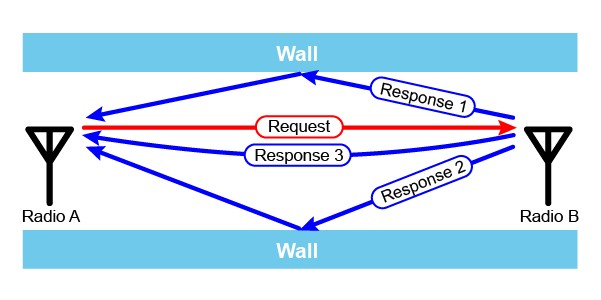 Wall
Response 1
Request
Response 3
Response 2
Radio A
Radio B
Wall